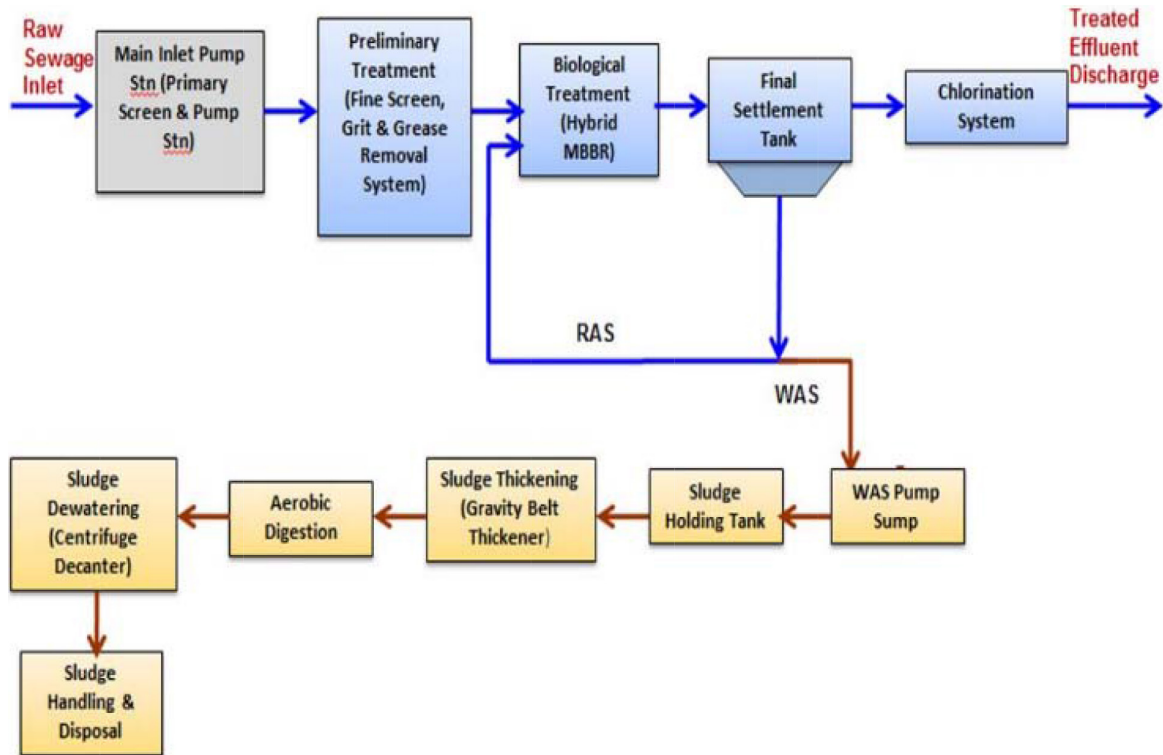 Raw
Sewage
Inlet
Main Inlet Pump
Stn (Primary
Screen & Pump
Stn)
Preliminary
Treatment
(Fine Screen,
Grit & Grease
Removal
System)
Biological
Treatment
(Hybrid
MBBR)
Final
Settlement
Tank
Chlorination
System
Treated
Effluent
Discharge
RAS
WAS
Sludge
Dewatering
(Centrifuge
Decanter)
Aerobic
Digestion
Sludge Thickening
(Gravity Belt
Thickener)
Sludge
Holding Tank
WAS Pump
Sump
Sludge
Handling &
Disposal